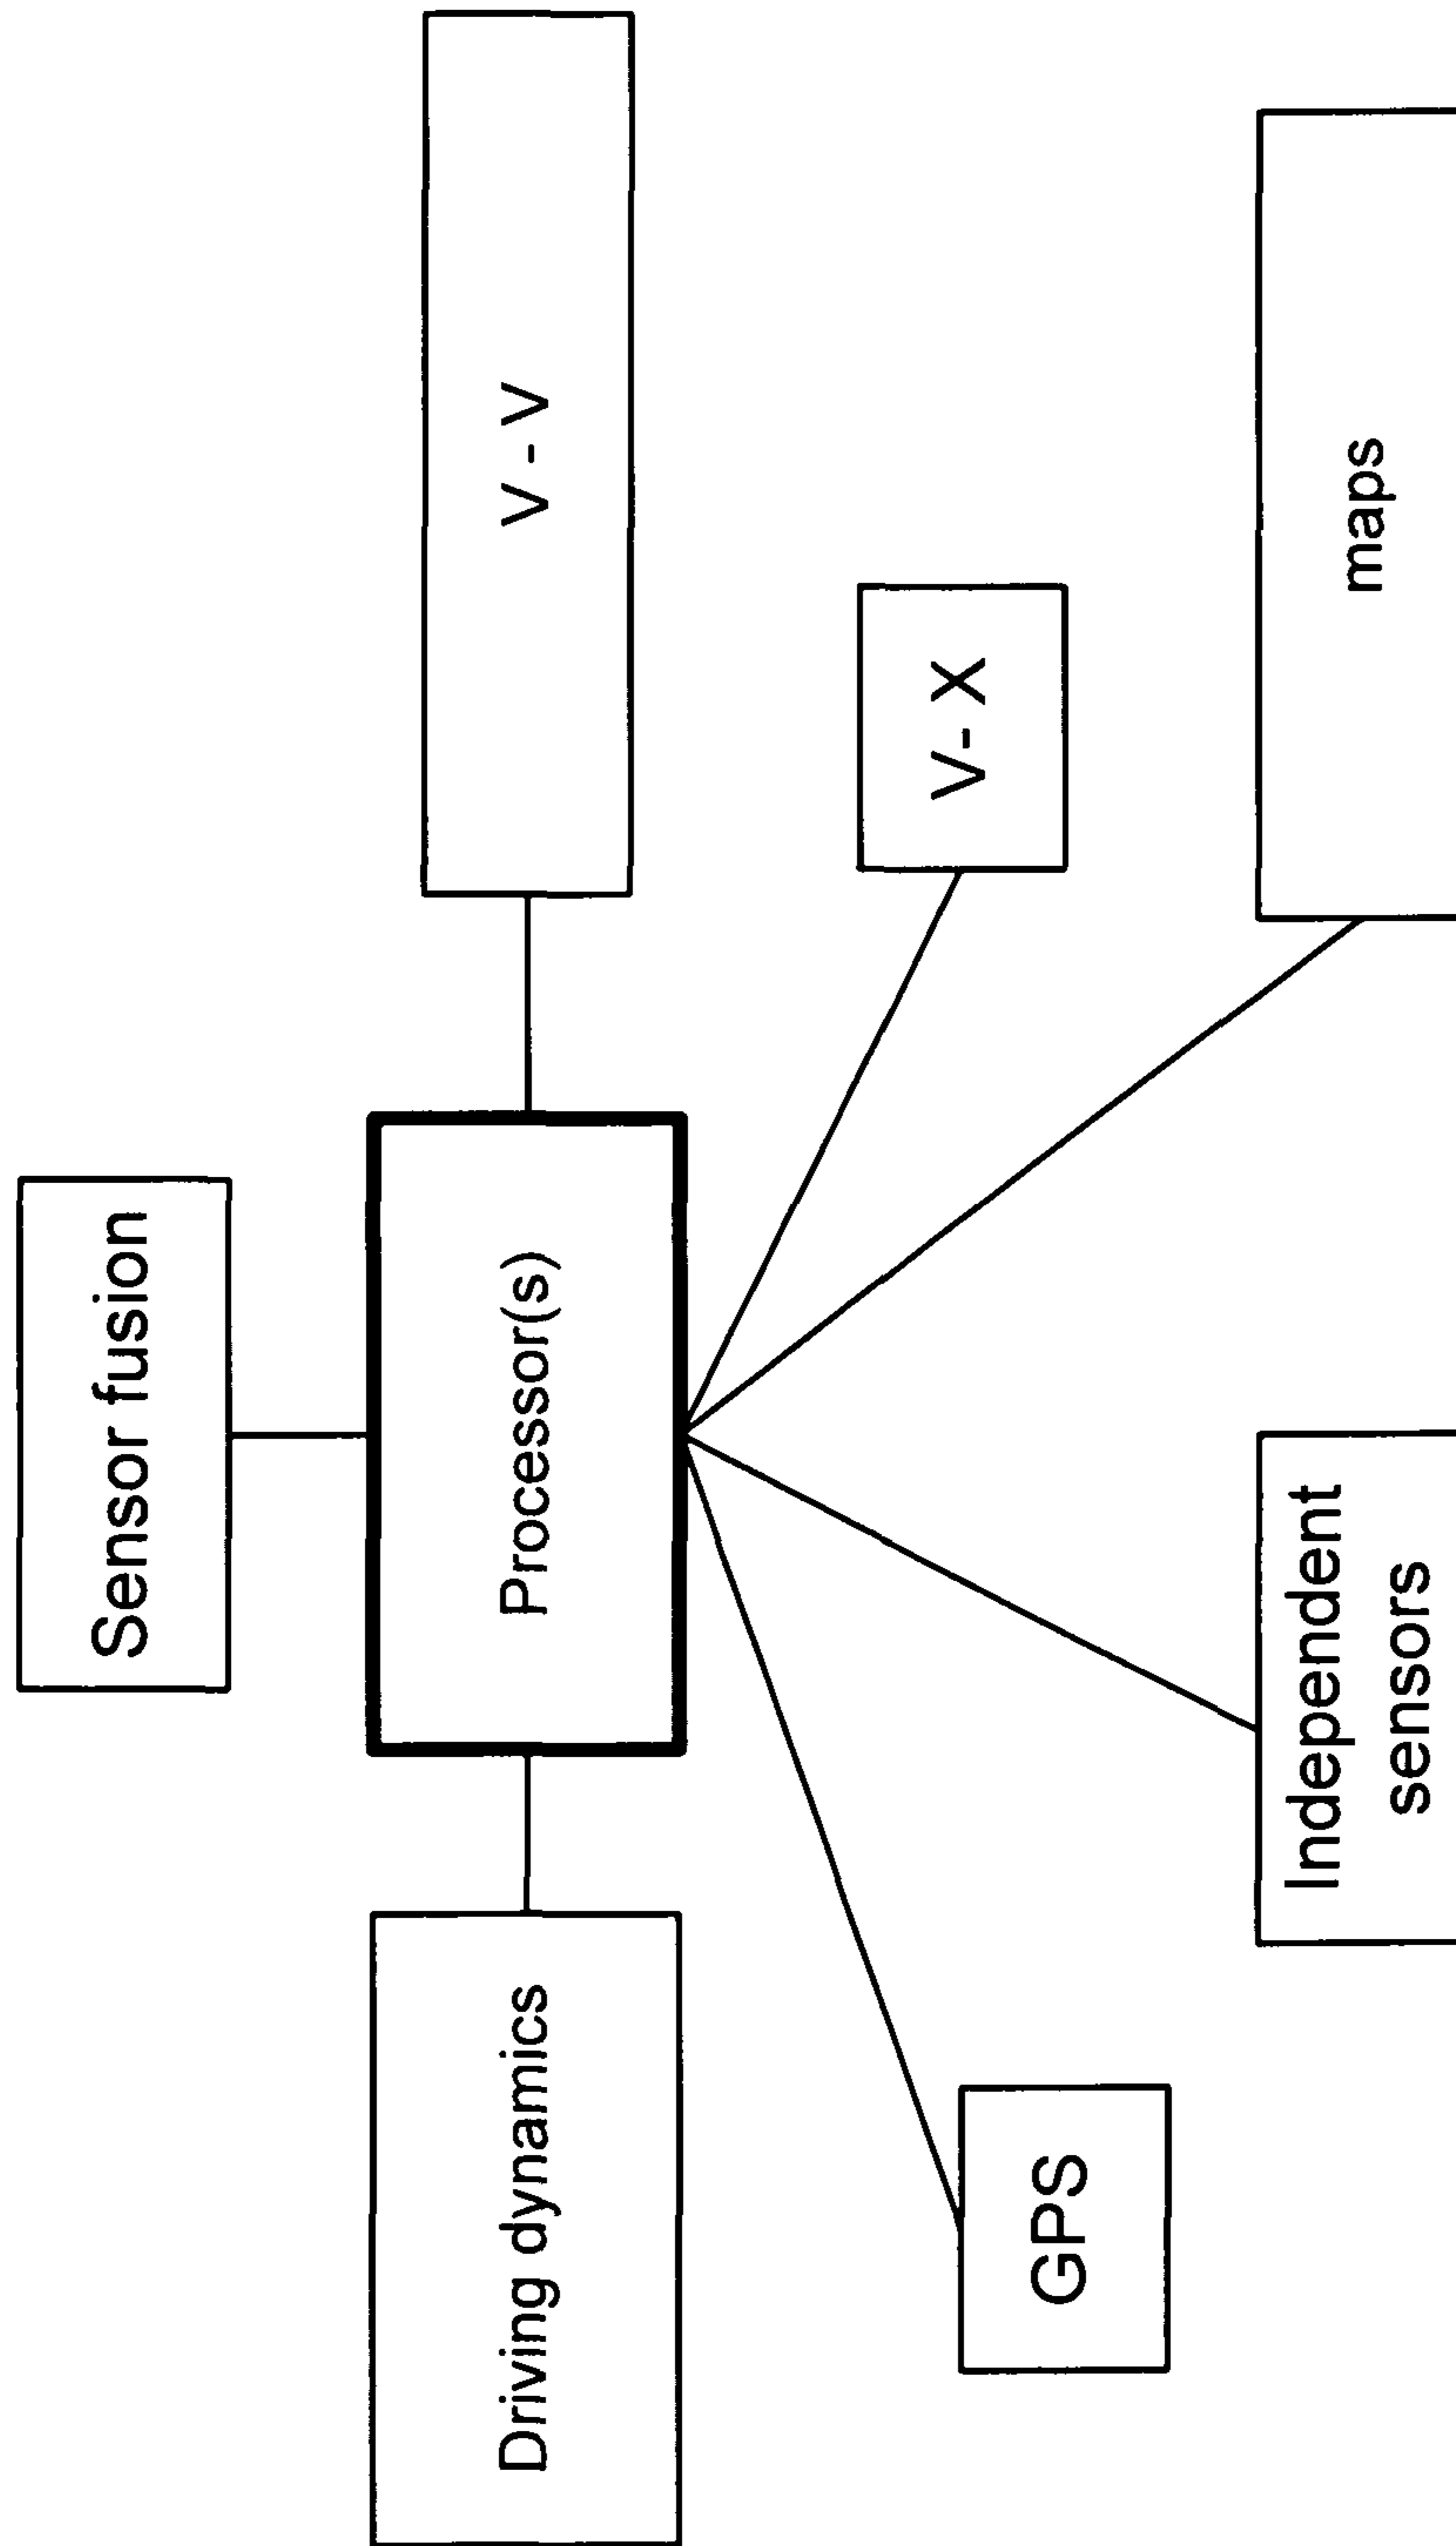 Sensor fusion
Driving dynamics
Processor(s)
V - V
V- X
GPS
Independent
sensors
maps